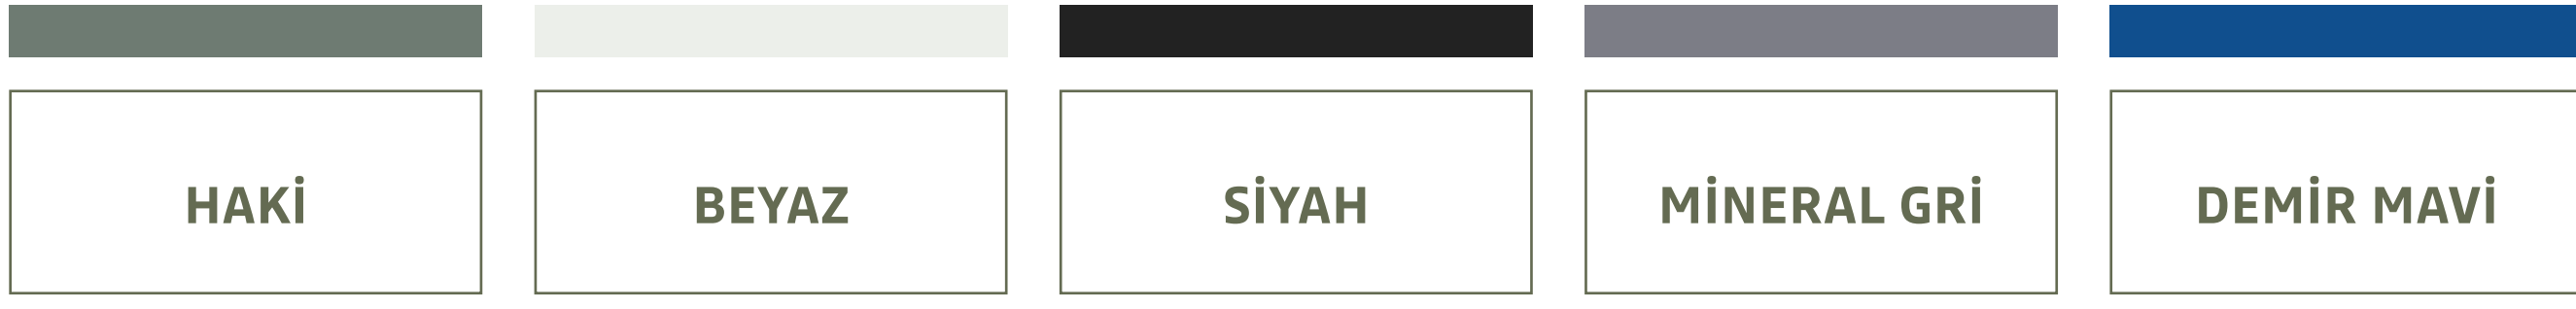 HAKİ
BEYAZ
SİYAH
MİNERAL GRİ
DEMİR MAVİ